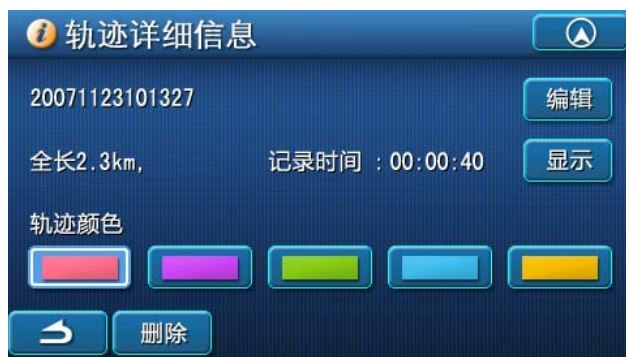 轨迹详细信息
20071123101327
编辑
全长2.3km, 记录时间 :00:00:40
显示
轨迹颜色
删除